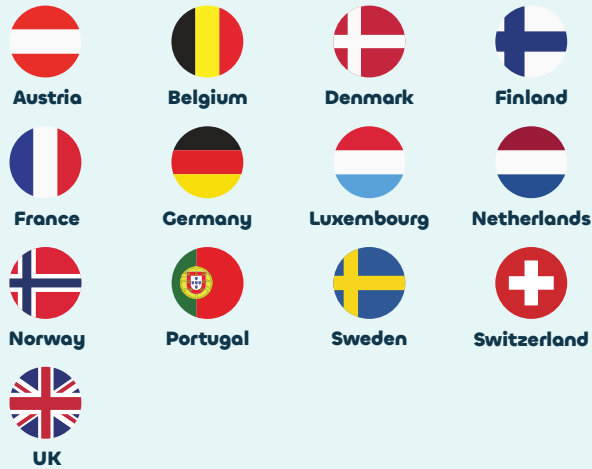 Austria
Belgium
Denmark
Finland
France
Germany
Luxembourg
Netherlands
Norway
Portugal
Sweden
Switzerland
UK